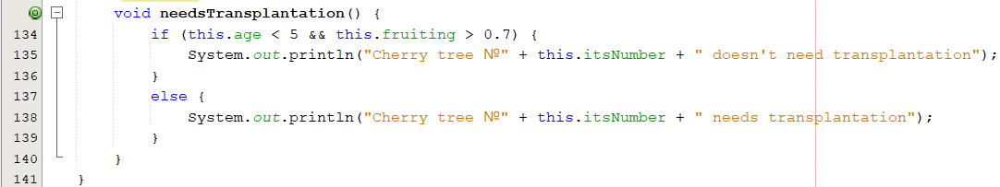 void needsTransplantation() {
134 if (this.age < 5 && this.fruiting > 0.7) {
135 System.out.println("Cherry tree №" + this.itsNumber + " doesn't need transplantation");
136 }
137 else {
138 System.out.println("Cherry tree №" + this.itsNumber + " needs transplantation");
139 }
140 }
141 }